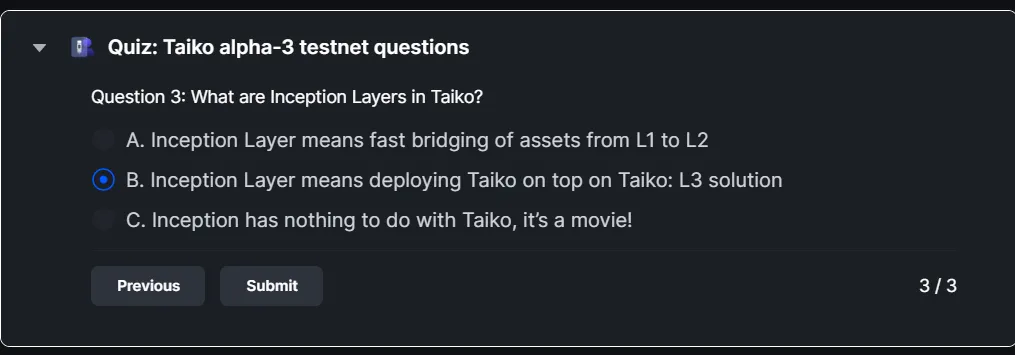 Quiz: Taiko alpha-3 testnet questions
Question 3: What are Inception Layers in Taiko?
A. Inception Layer means fast bridging of assets from L1 to L2
B. Inception Layer means deploying Taiko on top on Taiko: L3 solution
C. Inception has nothing to do with Taiko, it’s a movie!
Previous Submit 3 / 3